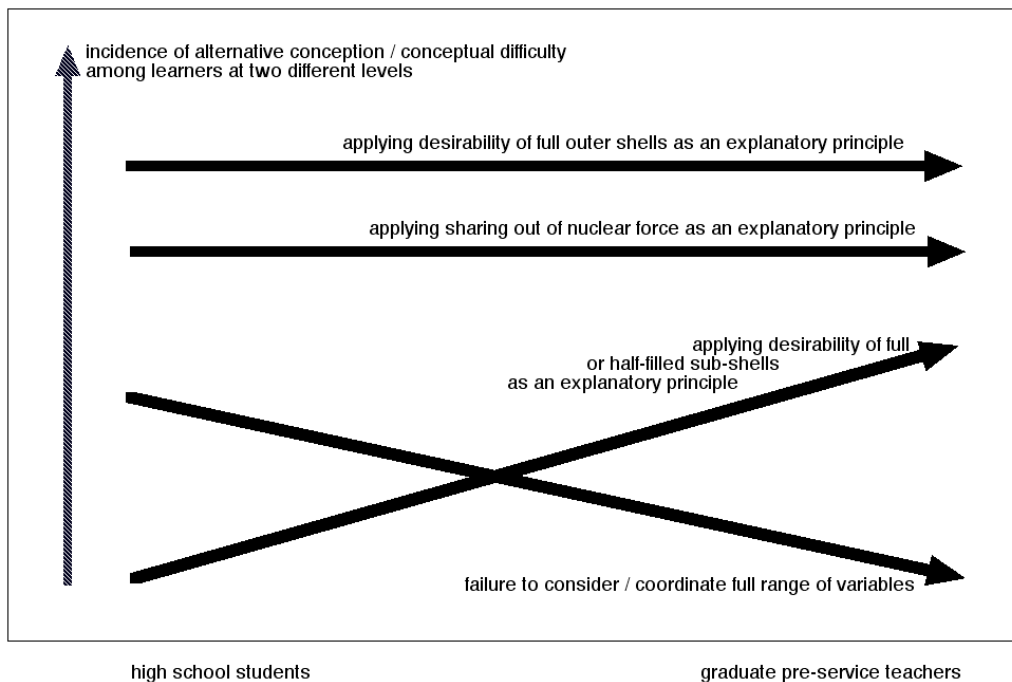 incidence of alternative conception / conceptual difficulty
among learners at two different levels
applying desirability of full outer shells as an explanatory principle
applying sharing out of nuclear force as an explanatory principle
applying desirability of full
or half-filled sub-shells
as an explanatory principle
failure to consider / coordinate full range of variables
high school students
graduate pre-service teachers